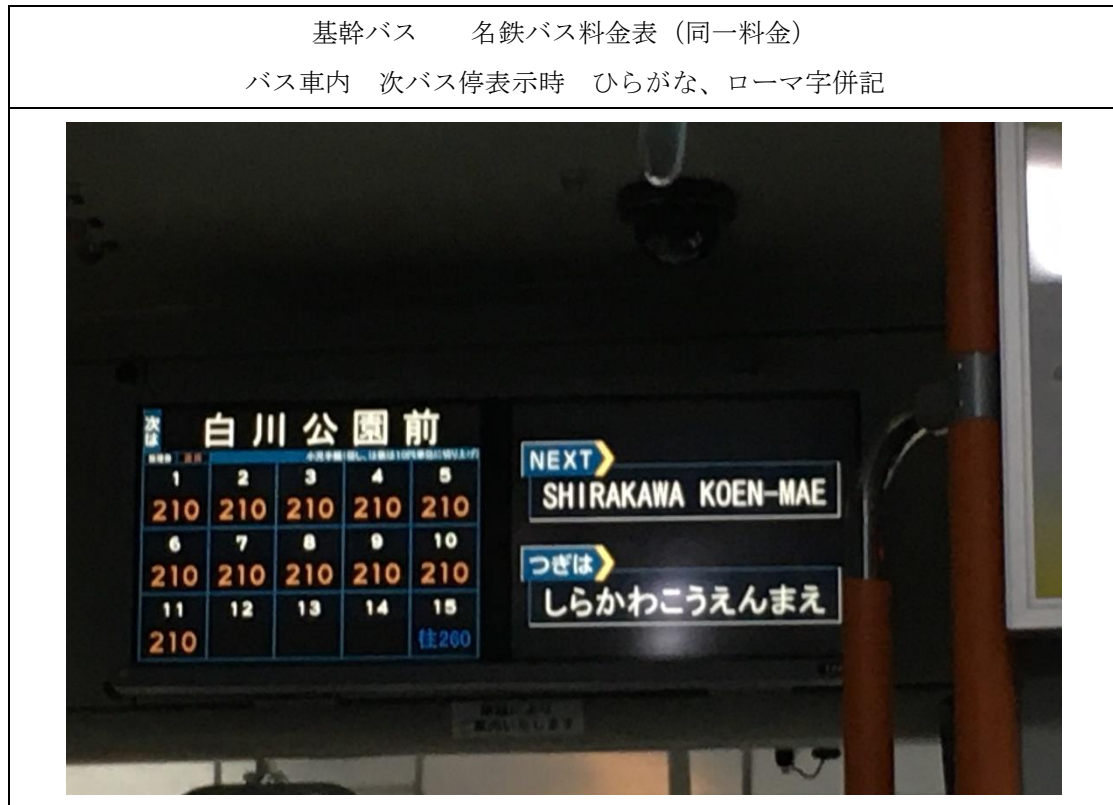 基幹バス　　名鉄バス料金表（同一料金）
バス車内　次バス停表示時　ひらがな、ローマ字併記
次は 白川公園前
1 2 3 4 5
210 210 210 210 210
6 7 8 9 10
210 210 210 210 210
11 12 13 14 15
210
260
NEXT
SHIRAKAWA KOEN-MAE
つぎは
しらかわこうえんまえ